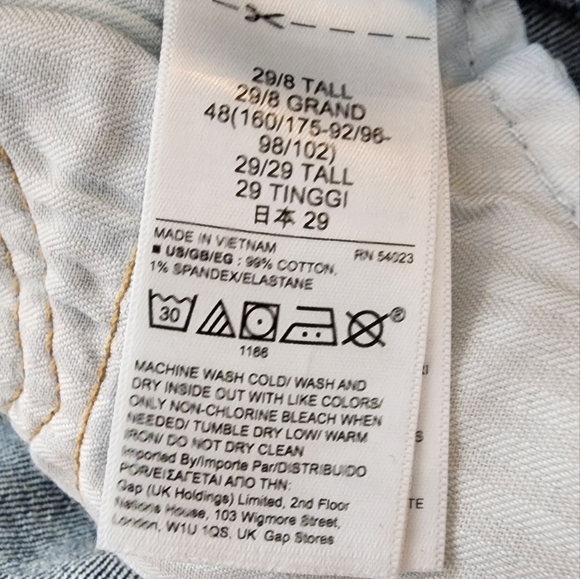 29/8 TALL
29/8 GRAND
48(160/175-92/96-
98/102)
29/29 TALL
29 TINGGI
日本 29
MADE IN VIETNAM RN 54023
■ US/GB/EG : 99% COTTON,
1% SPANDEX/ELASTANE
30
®
1166
MACHINE WASH COLD/ WASH AND
DRY INSIDE OUT WITH LIKE COLORS/
ONLY NON-CHLORINE BLEACH WHEN
NEEDED/ TUMBLE DRY LOW/ WARM
IRON/ DO NOT DRY CLEAN
Imported By/Importe Par/DISTRIBUIDO
POR/ΕΙΣΑΓΕΤΑΙ ΑΠΟ ΤΗΝ:
Gap (UK Holdings) Limited, 2nd Floor
Nations House, 103 Wigmore Street,
London, W1U 1QS, UK Gap Stores